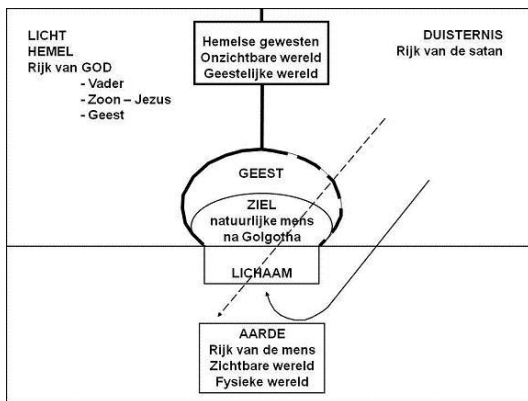 LICHT
HEMEL
Rijk van GOD
- Vader
- Zoon – Jezus
- Geest
Hemelse gewesten
Onzichtbare wereld
Geestelijke wereld
DUISTERNIS
Rijk van de satan
GEEST
ZIEL
natuurlijke mens
na Golgotha
LICHAAM
AARDE
Rijk van de mens
Zichtbare wereld
Fysieke wereld